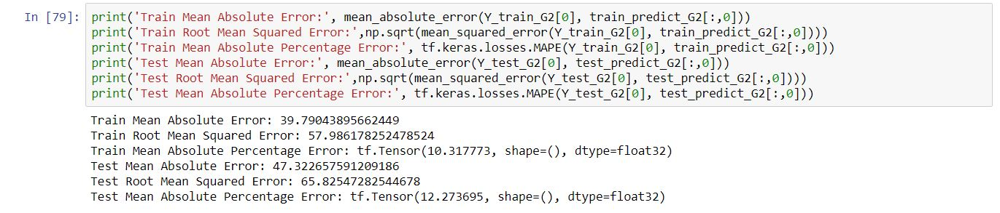 In [79]: print('Train Mean Absolute Error:', mean_absolute_error(Y_train_G2[0], train_predict_G2[:,0]))
print('Train Root Mean Squared Error:',np.sqrt(mean_squared_error(Y_train_G2[0], train_predict_G2[:,0])))
print('Train Mean Absolute Percentage Error:', tf.keras.losses.MAPE(Y_train_G2[0], train_predict_G2[:,0]))
print('Test Mean Absolute Error:', mean_absolute_error(Y_test_G2[0], test_predict_G2[:,0]))
print('Test Root Mean Squared Error:',np.sqrt(mean_squared_error(Y_test_G2[0], test_predict_G2[:,0])))
print('Test Mean Absolute Percentage Error:', tf.keras.losses.MAPE(Y_test_G2[0], test_predict_G2[:,0]))
Train Mean Absolute Error: 39.79043895662449
Train Root Mean Squared Error: 57.986178252478524
Train Mean Absolute Percentage Error: tf.Tensor(10.317773, shape=(), dtype=float32)
Test Mean Absolute Error: 47.322657591209186
Test Root Mean Squared Error: 65.82547282544678
Test Mean Absolute Percentage Error: tf.Tensor(12.273695, shape=(), dtype=float32)